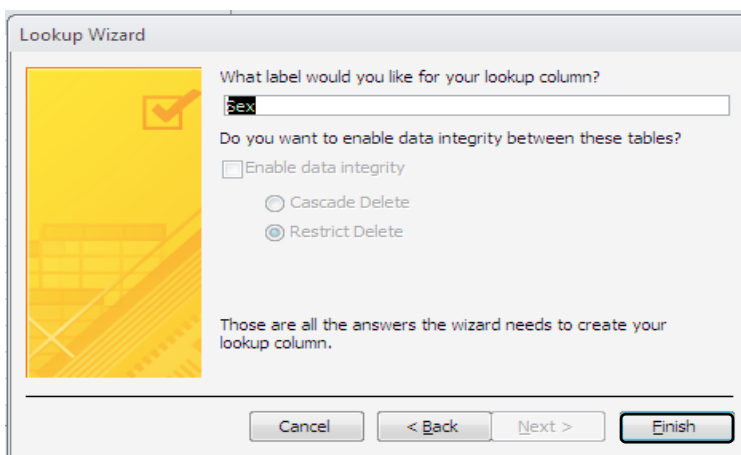 Lookup Wizard
What label would you like for your lookup column?
Sex
Do you want to enable data integrity between these tables?
Enable data integrity
Cascade Delete
Restrict Delete
Those are all the answers the wizard needs to create your
lookup column.
Cancel
< Back
Next >
Finish